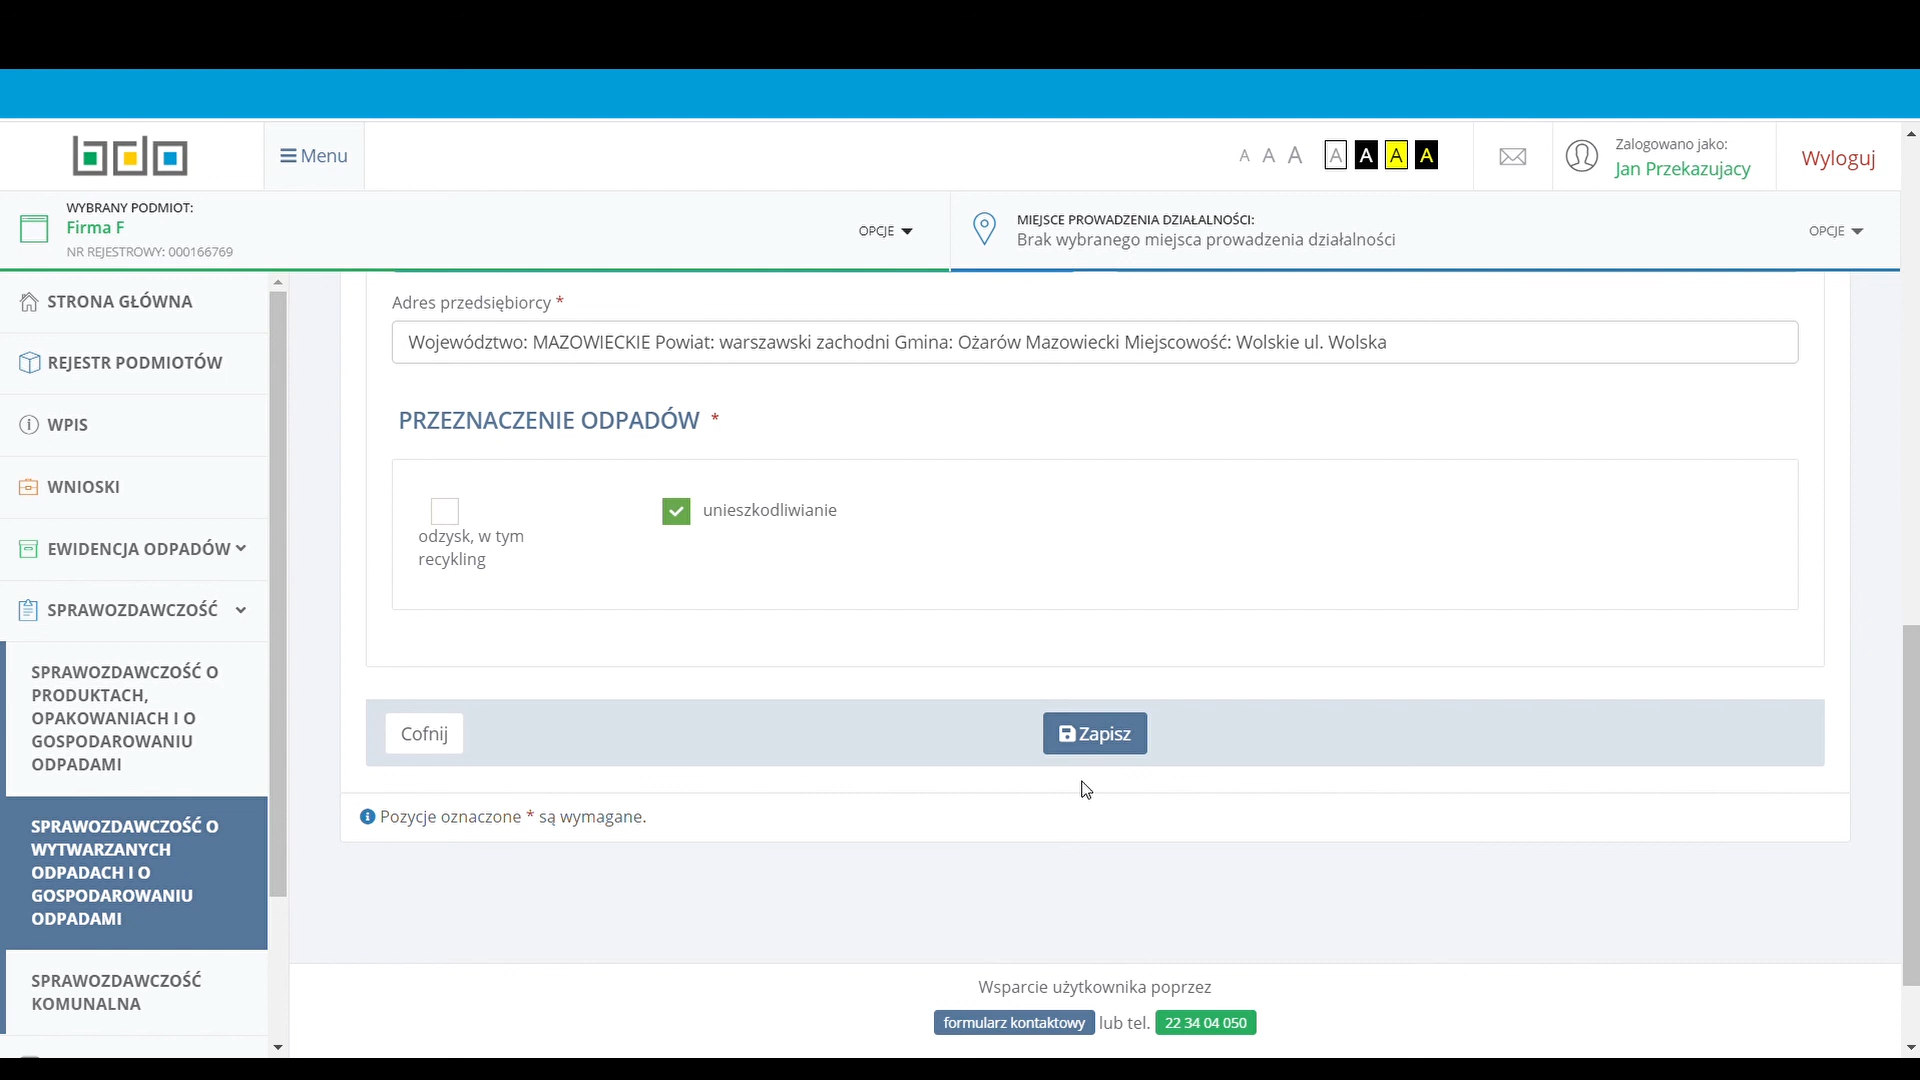 bdo
Menu
A A A A A A A
Zalogowano jako:
Jan Przekazujacy
Wyloguj
WYBRANY PODMIOT:
Firma F
NR REJESTROWY: 000166769
OPCJE
MIEJSCE PROWADZENIA DZIAŁALNOŚCI:
Brak wybranego miejsca prowadzenia działalności
OPCJE
STRONA GŁÓWNA
REJESTR PODMIOTÓW
WPIS
WNIOSKI
EWIDENCJA ODPADÓW
SPRAWOZDAWCZOŚĆ
SPRAWOZDAWCZOŚĆ O
PRODUKTACH,
OPAKOWANIACH I O
GOSPODAROWANIU
ODPADAMI
SPRAWOZDAWCZOŚĆ O
WYTWARZANYCH
ODPADACH I O
GOSPODAROWANIU
ODPADAMI
SPRAWOZDAWCZOŚĆ
KOMUNALNA
Adres przedsiębiorcy *
Województwo: MAZOWIECKIE Powiat: warszawski zachodni Gmina: Ożarów Mazowiecki Miejscowość: Wolskie ul. Wolska
PRZEZNACZENIE ODPADÓW *
odzysk, w tym
recykling
unieszkodliwianie
Cofnij
Zapisz
Pozycje oznaczone * są wymagane.
Wsparcie użytkownika poprzez
formularz kontaktowy lub tel. 22 34 04 050